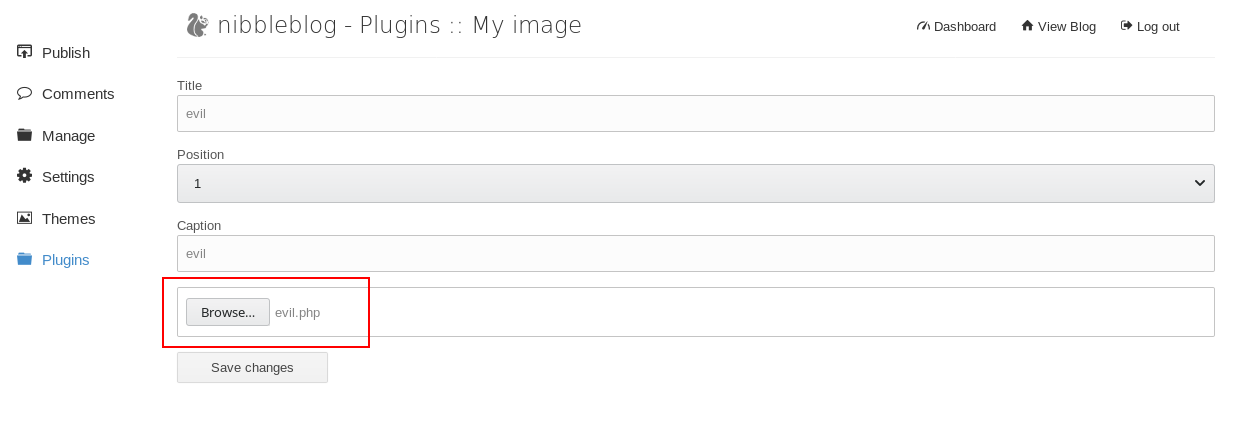 nibbleblog - Plugins :: My image
Dashboard
View Blog
Log out
Publish
Comments
Manage
Settings
Themes
Plugins
Title
evil
Position
1
Caption
evil
Browse... evil.php
Save changes